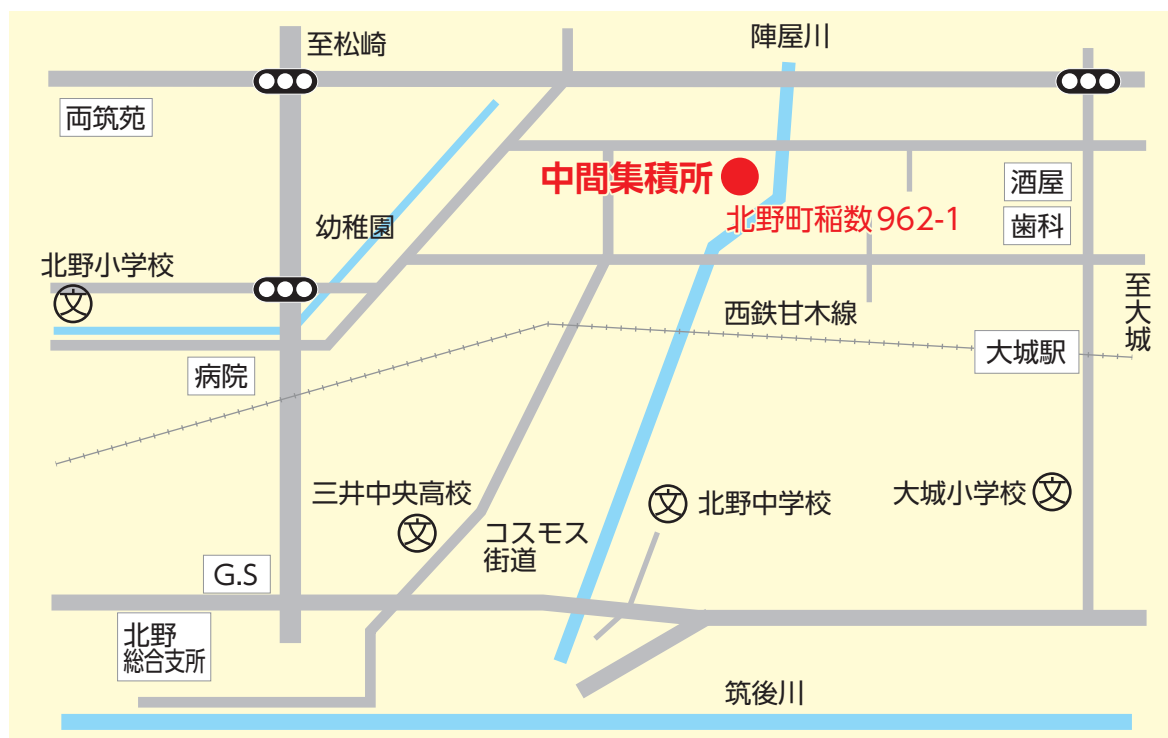 至松崎
陣屋川
両筑苑
中間集積所
酒屋
北野町稲数962-1
歯科
幼稚園
北野小学校
文
至大城
西鉄甘木線
大城駅
病院
三井中央高校
文
コスモス
街道
文
北野中学校
大城小学校
文
G.S
北野
総合支所
筑後川